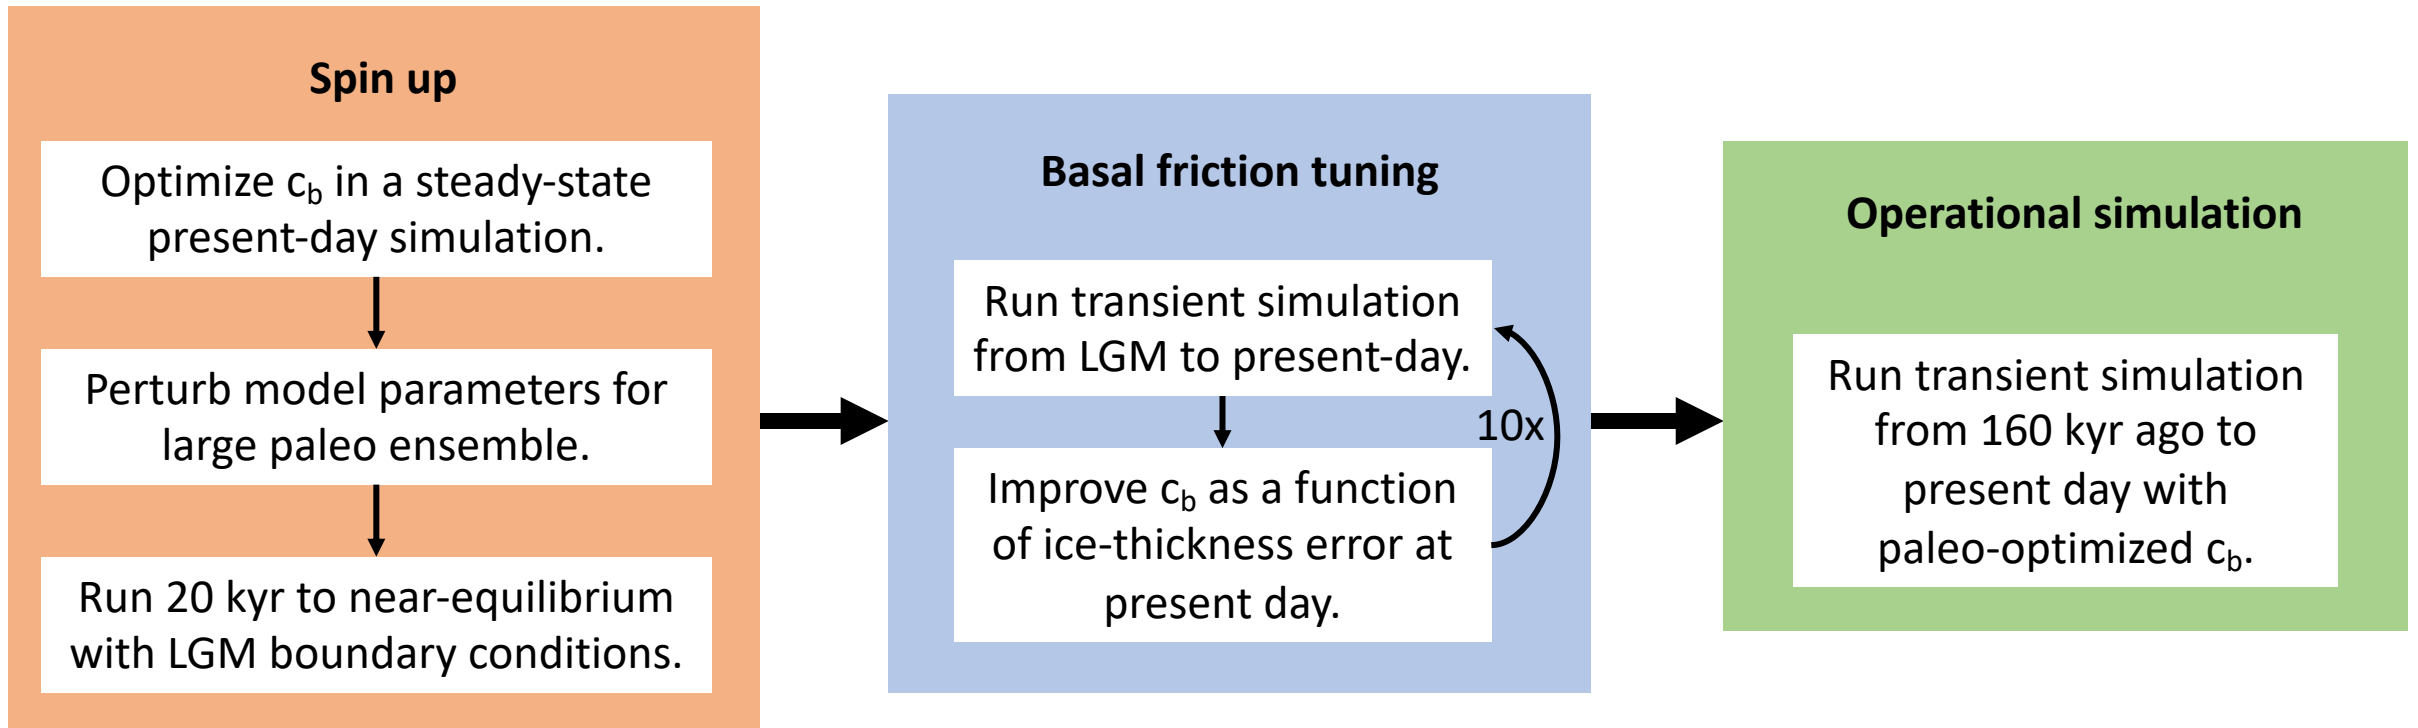 Spin up
Optimize c_b in a steady-state
present-day simulation.
Perturb model parameters for
large paleo ensemble.
Run 20 kyr to near-equilibrium
with LGM boundary conditions.
Basal friction tuning
Run transient simulation
from LGM to present-day.
10x
Improve c_b as a function
of ice-thickness error at
present day.
Operational simulation
Run transient simulation
from 160 kyr ago to
present day with
paleo-optimized c_b.